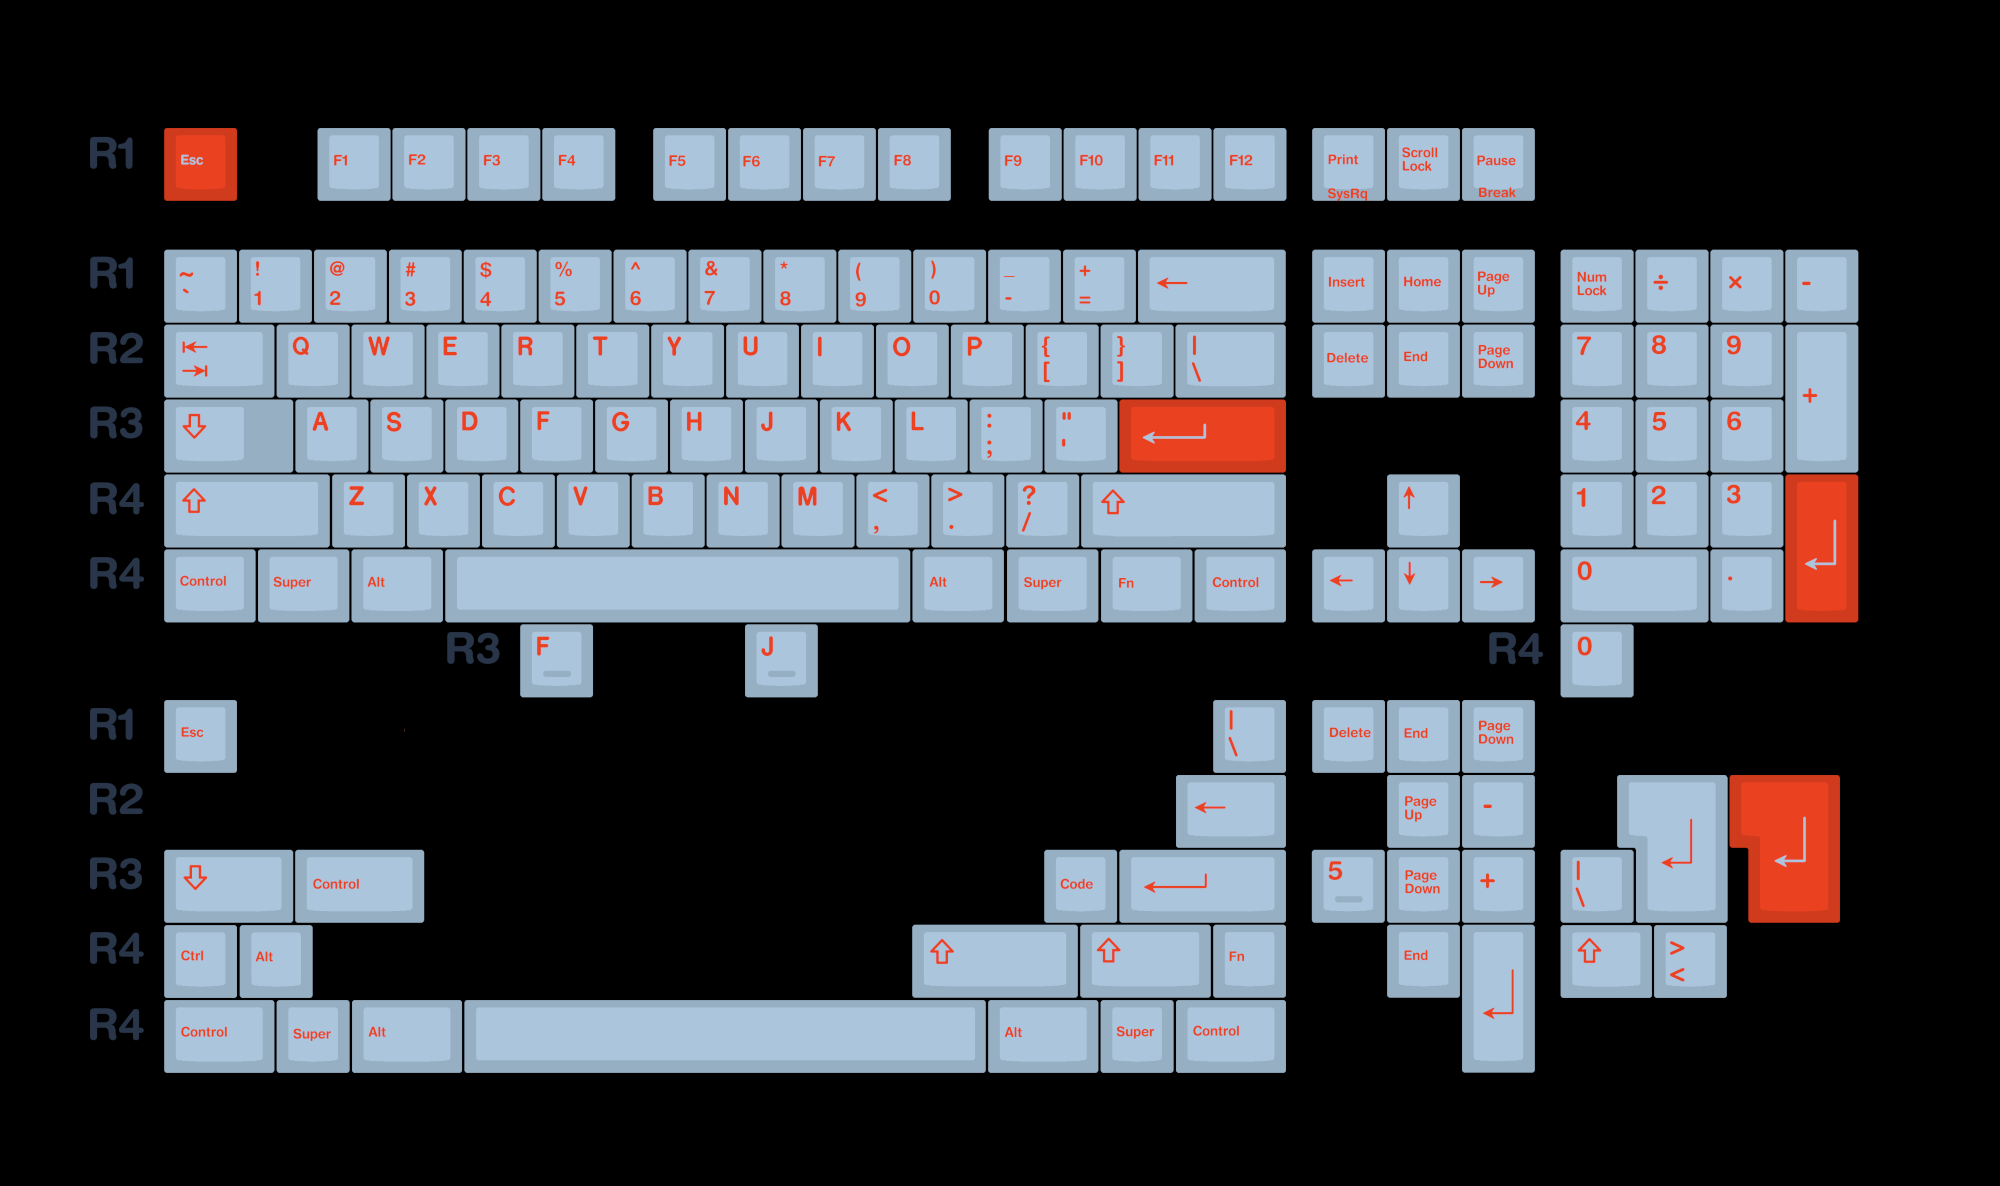 R1 Esc F1 F2 F3 F4 F5 F6 F7 F8 F9 F10 F11 F12 Print Scroll Lock Pause
SysRq Break
R1 ~ ! @ # $ % ^ & * ( ) _ + ← Insert Home Page Up Num Lock ÷ × -
` 1 2 3 4 5 6 7 8 9 0 - =
R2 Q W E R T Y U I O P { } | Delete End Page Down 7 8 9 +
[ ] \
R3 A S D F G H J K L : " 4 5 6
; '
R4 Z X C V B N M < > ? ↑ 1 2 3
, . /
R4 Control Super Alt Alt Super Fn Control ← ↓ → 0 .
R3 F J R4 0
R1 Esc | Delete End Page Down
\
R2 ← Page Up -
R3 Control Code 5 Page Down + |
\
R4 Ctrl Alt Fn End >
<
R4 Control Super Alt Alt Super Control